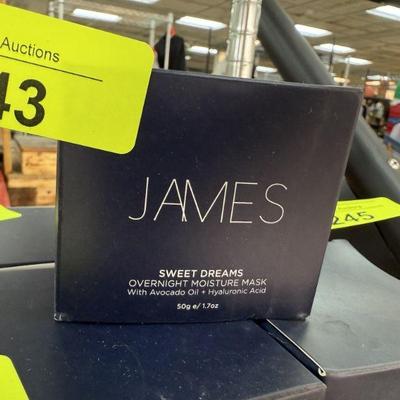 Auctions
43
JAMES
245
SWEET DREAMS
OVERNIGHT MOISTURE MASK
With Avocado Oil + Hyaluronic Acid
50g e/ 1.7oz